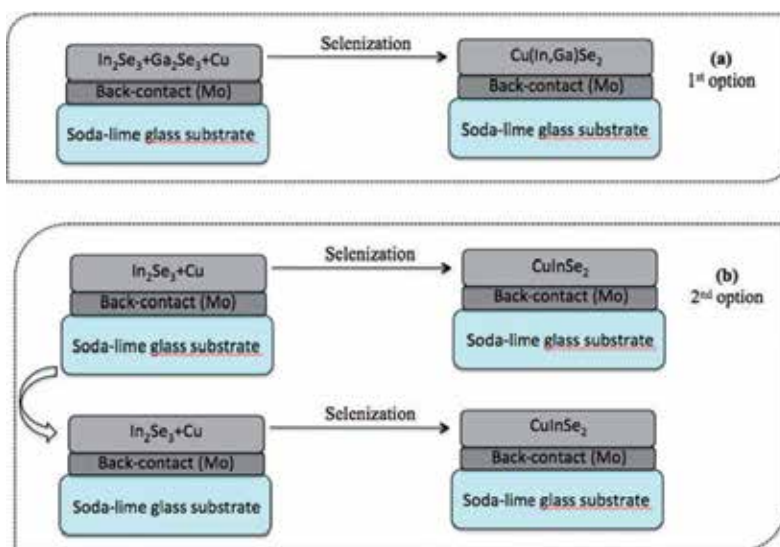 In₂Se₃+Ga₂Se₃+Cu
Back-contact (Mo)
Soda-lime glass substrate
Selenization
Cu(In,Ga)Se₂
Back-contact (Mo)
Soda-lime glass substrate
(a)
1st option
In₂Se₃+Cu
Back-contact (Mo)
Soda-lime glass substrate
Selenization
CuInSe₂
Back-contact (Mo)
Soda-lime glass substrate
(b)
2nd option
In₂Se₃+Cu
Back-contact (Mo)
Soda-lime glass substrate
Selenization
CuInSe₂
Back-contact (Mo)
Soda-lime glass substrate